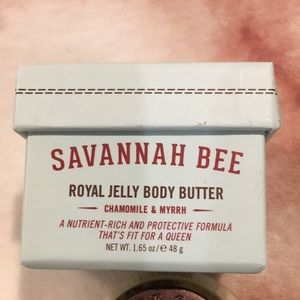 SAVANNAH BEE
ROYAL JELLY BODY BUTTER
CHAMOMILE & MYRRH
A NUTRIENT-RICH AND PROTECTIVE FORMULA
THAT'S FIT FOR A QUEEN
NET WT. 1.65 oz/ 48 g